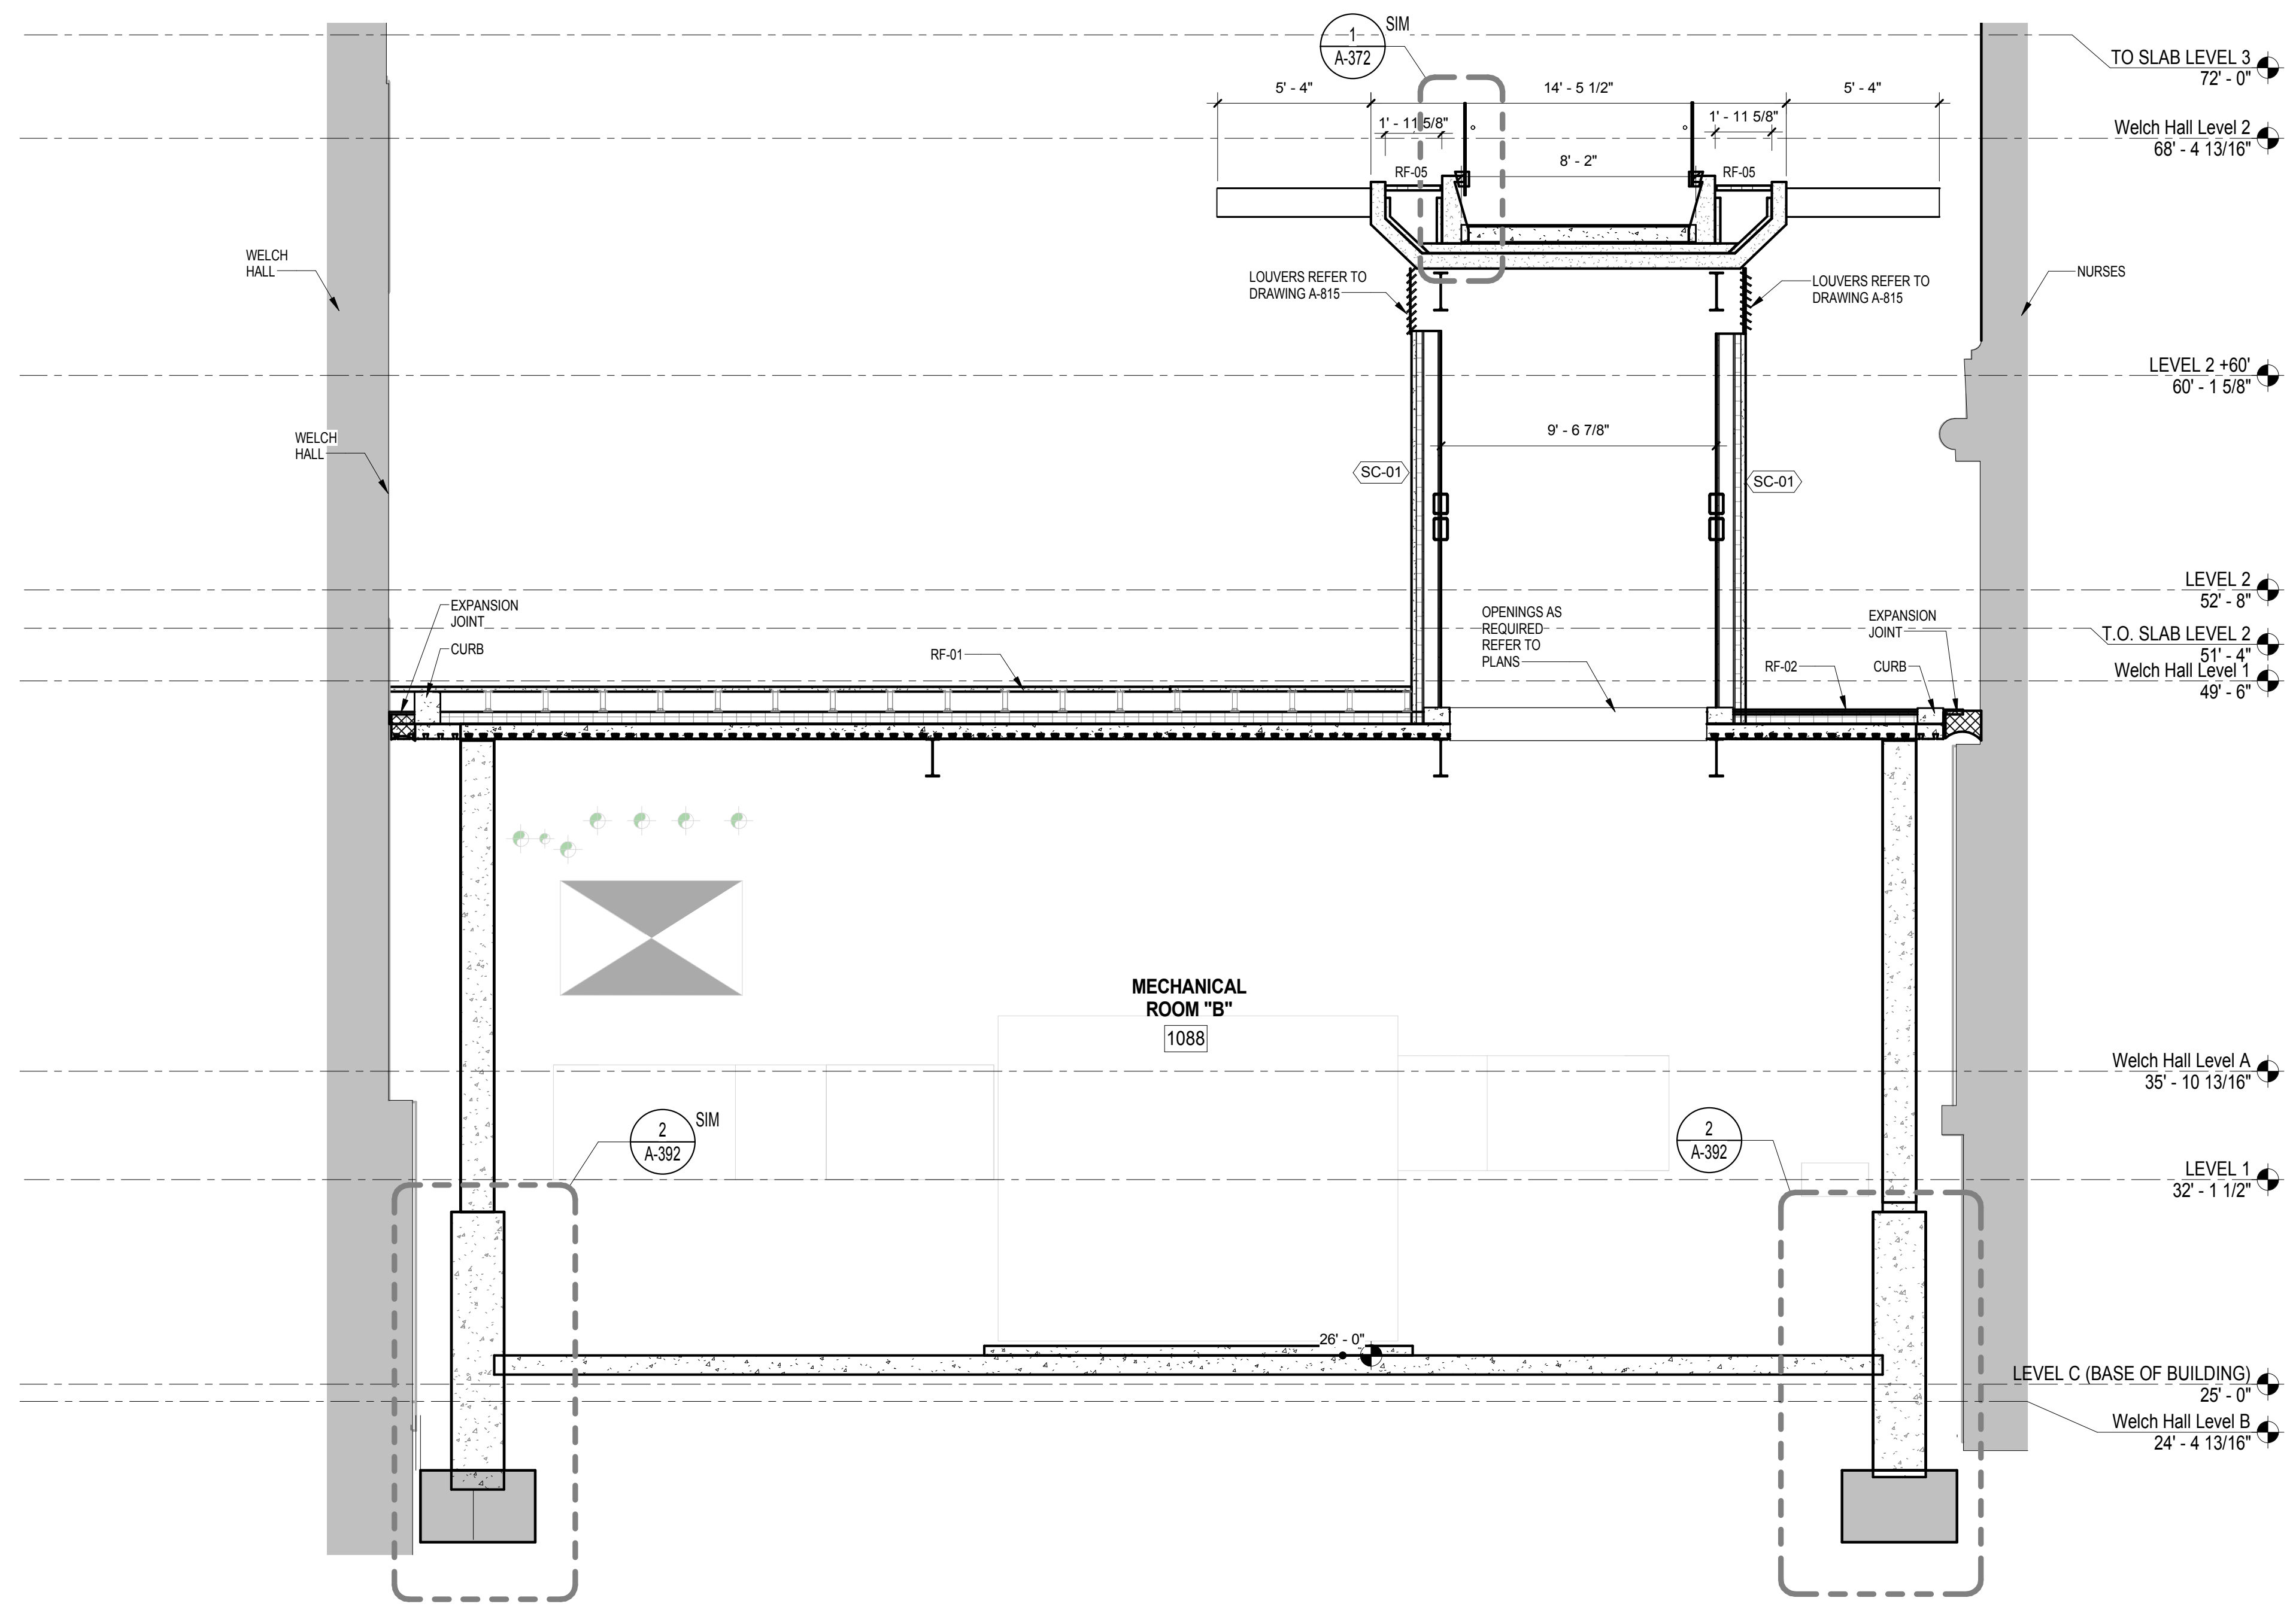 1
A-372
SIM
TO SLAB LEVEL 3
72' - 0"
5' - 4"
14' - 5 1/2"
5' - 4"
1' - 11 5/8"
1' - 11 5/8"
Welch Hall Level 2
68' - 4 13/16"
8' - 2"
RF-05
RF-05
WELCH
HALL
LOUVERS REFER TO
DRAWING A-815
LOUVERS REFER TO
DRAWING A-815
NURSES
LEVEL 2 +60'
60' - 1 5/8"
WELCH
HALL
9' - 6 7/8"
SC-01
SC-01
LEVEL 2
52' - 8"
EXPANSION
JOINT
CURB
RF-01
OPENINGS AS
REQUIRED
REFER TO
PLANS
EXPANSION
JOINT
RF-02
CURB
T.O. SLAB LEVEL 2
51' - 4"
Welch Hall Level 1
49' - 6"
MECHANICAL
ROOM "B"
1088
Welch Hall Level A
35' - 10 13/16"
2
A-392
SIM
2
A-392
LEVEL 1
32' - 1 1/2"
26' - 0"
LEVEL C (BASE OF BUILDING)
25' - 0"
Welch Hall Level B
24' - 4 13/16"